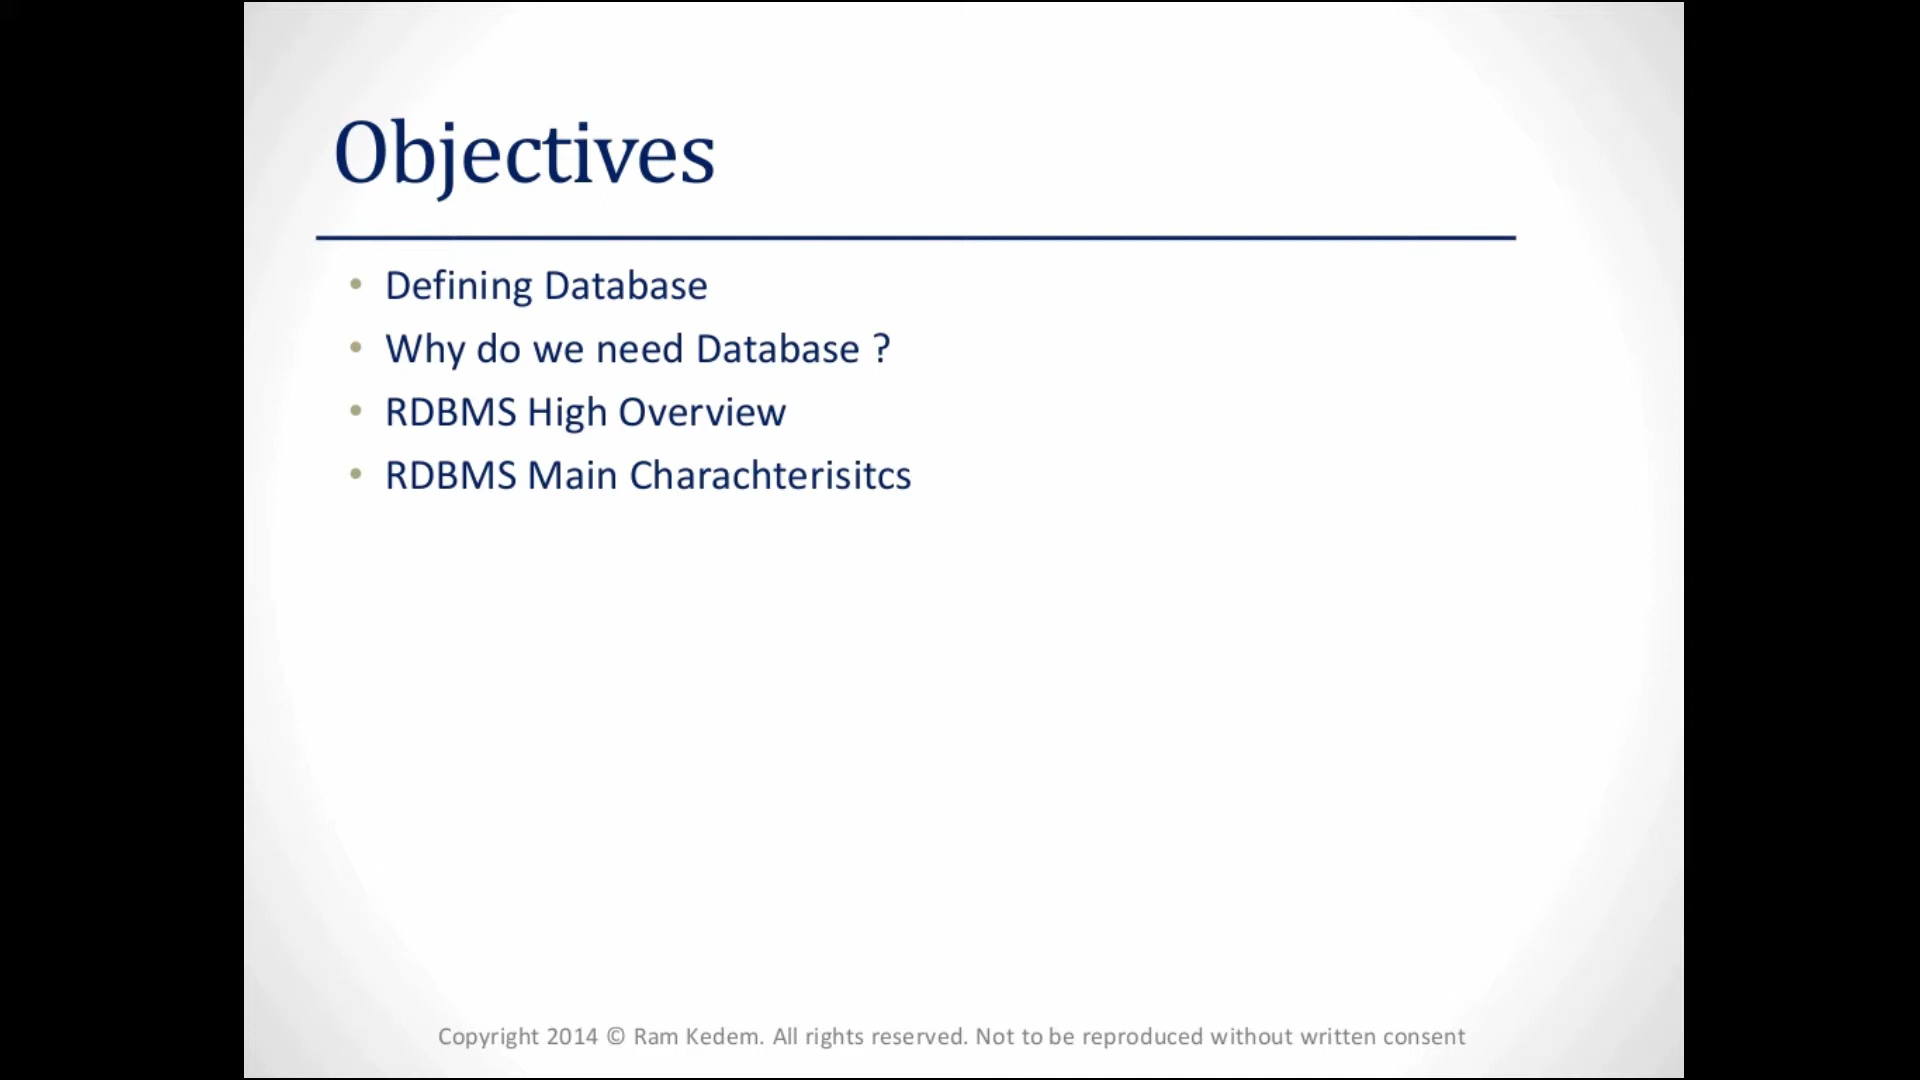 Objectives
• Defining Database
• Why do we need Database ?
• RDBMS High Overview
• RDBMS Main Charachterisitcs
Copyright 2014 © Ram Kedem. All rights reserved. Not to be reproduced without written consent